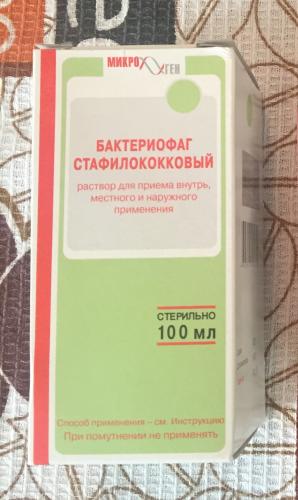 МИКРО ГЕН
БАКТЕРИОФАГ
СТАФИЛОКОККОВЫЙ
раствор для приема внутрь,
местного и наружного
применения
СТЕРИЛЬНО
100 мл
Способ применения – см. Инструкцию
При помутнении не применять